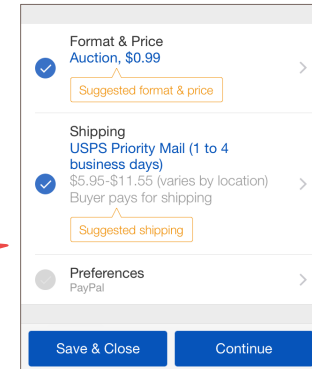 Format & Price
Auction, $0.99
Suggested format & price
Shipping
USPS Priority Mail (1 to 4
business days)
$5.95-$11.55 (varies by location)
Buyer pays for shipping
Suggested shipping
Preferences
PayPal
Save & Close
Continue